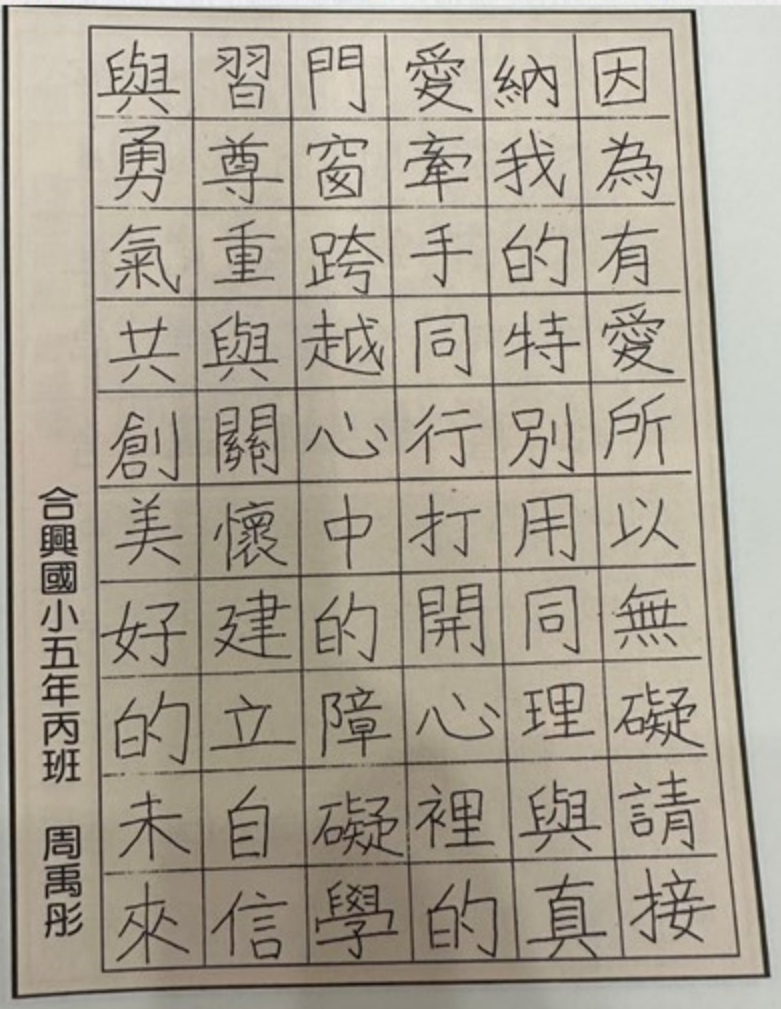 因為有愛所以無礙請接
納我的特別用同理與真
愛牽手同行打開心裡的
門窗跨越心中的障礙學
習尊重與關懷建立自信
與勇氣共創美好的未來
合興國小五年丙班 周禹彤